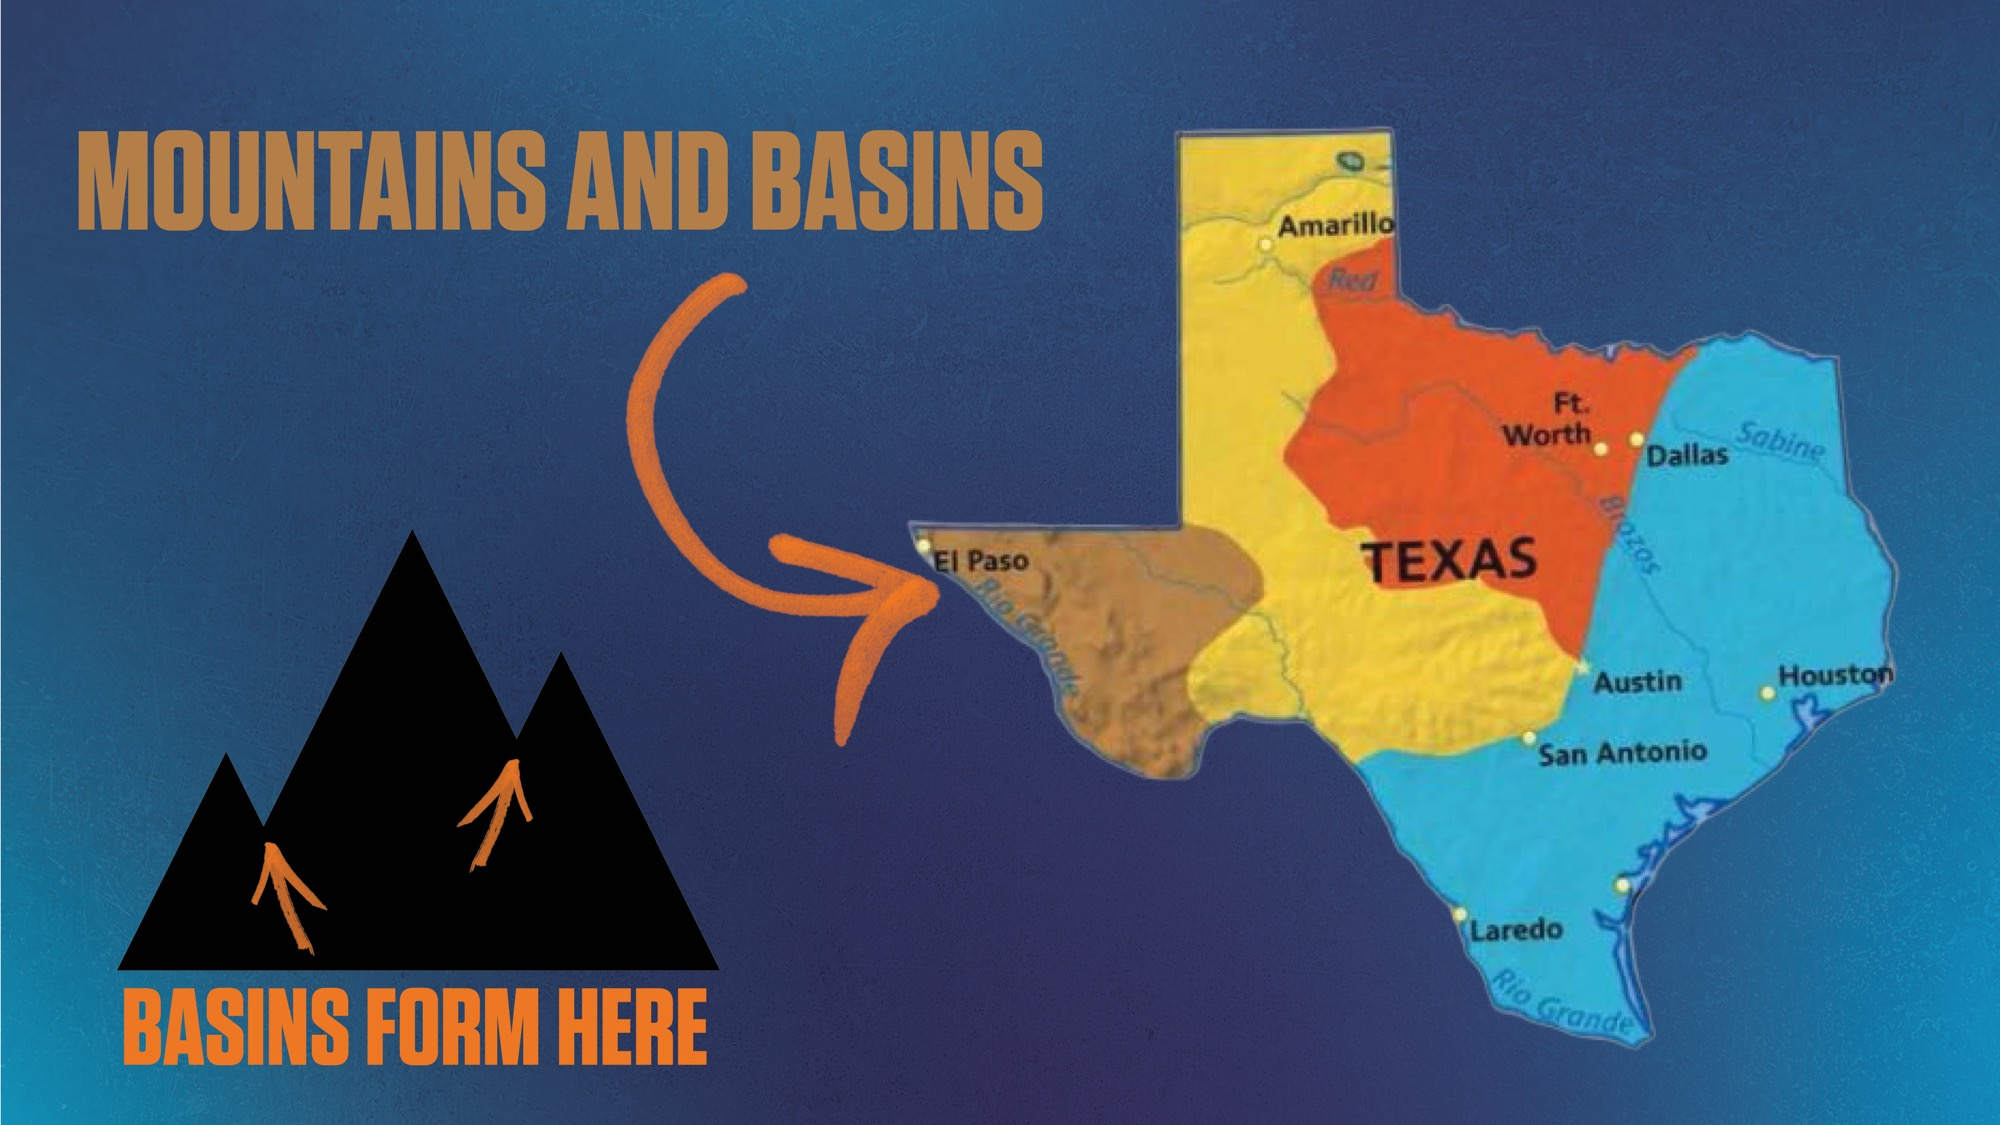 MOUNTAINS AND BASINS
Amarillo
Red
Ft.
Worth
Dallas
Sabine
Brazos
TEXAS
El Paso
Rio Grande
Austin
Houston
San Antonio
Laredo
Rio Grande
BASINS FORM HERE